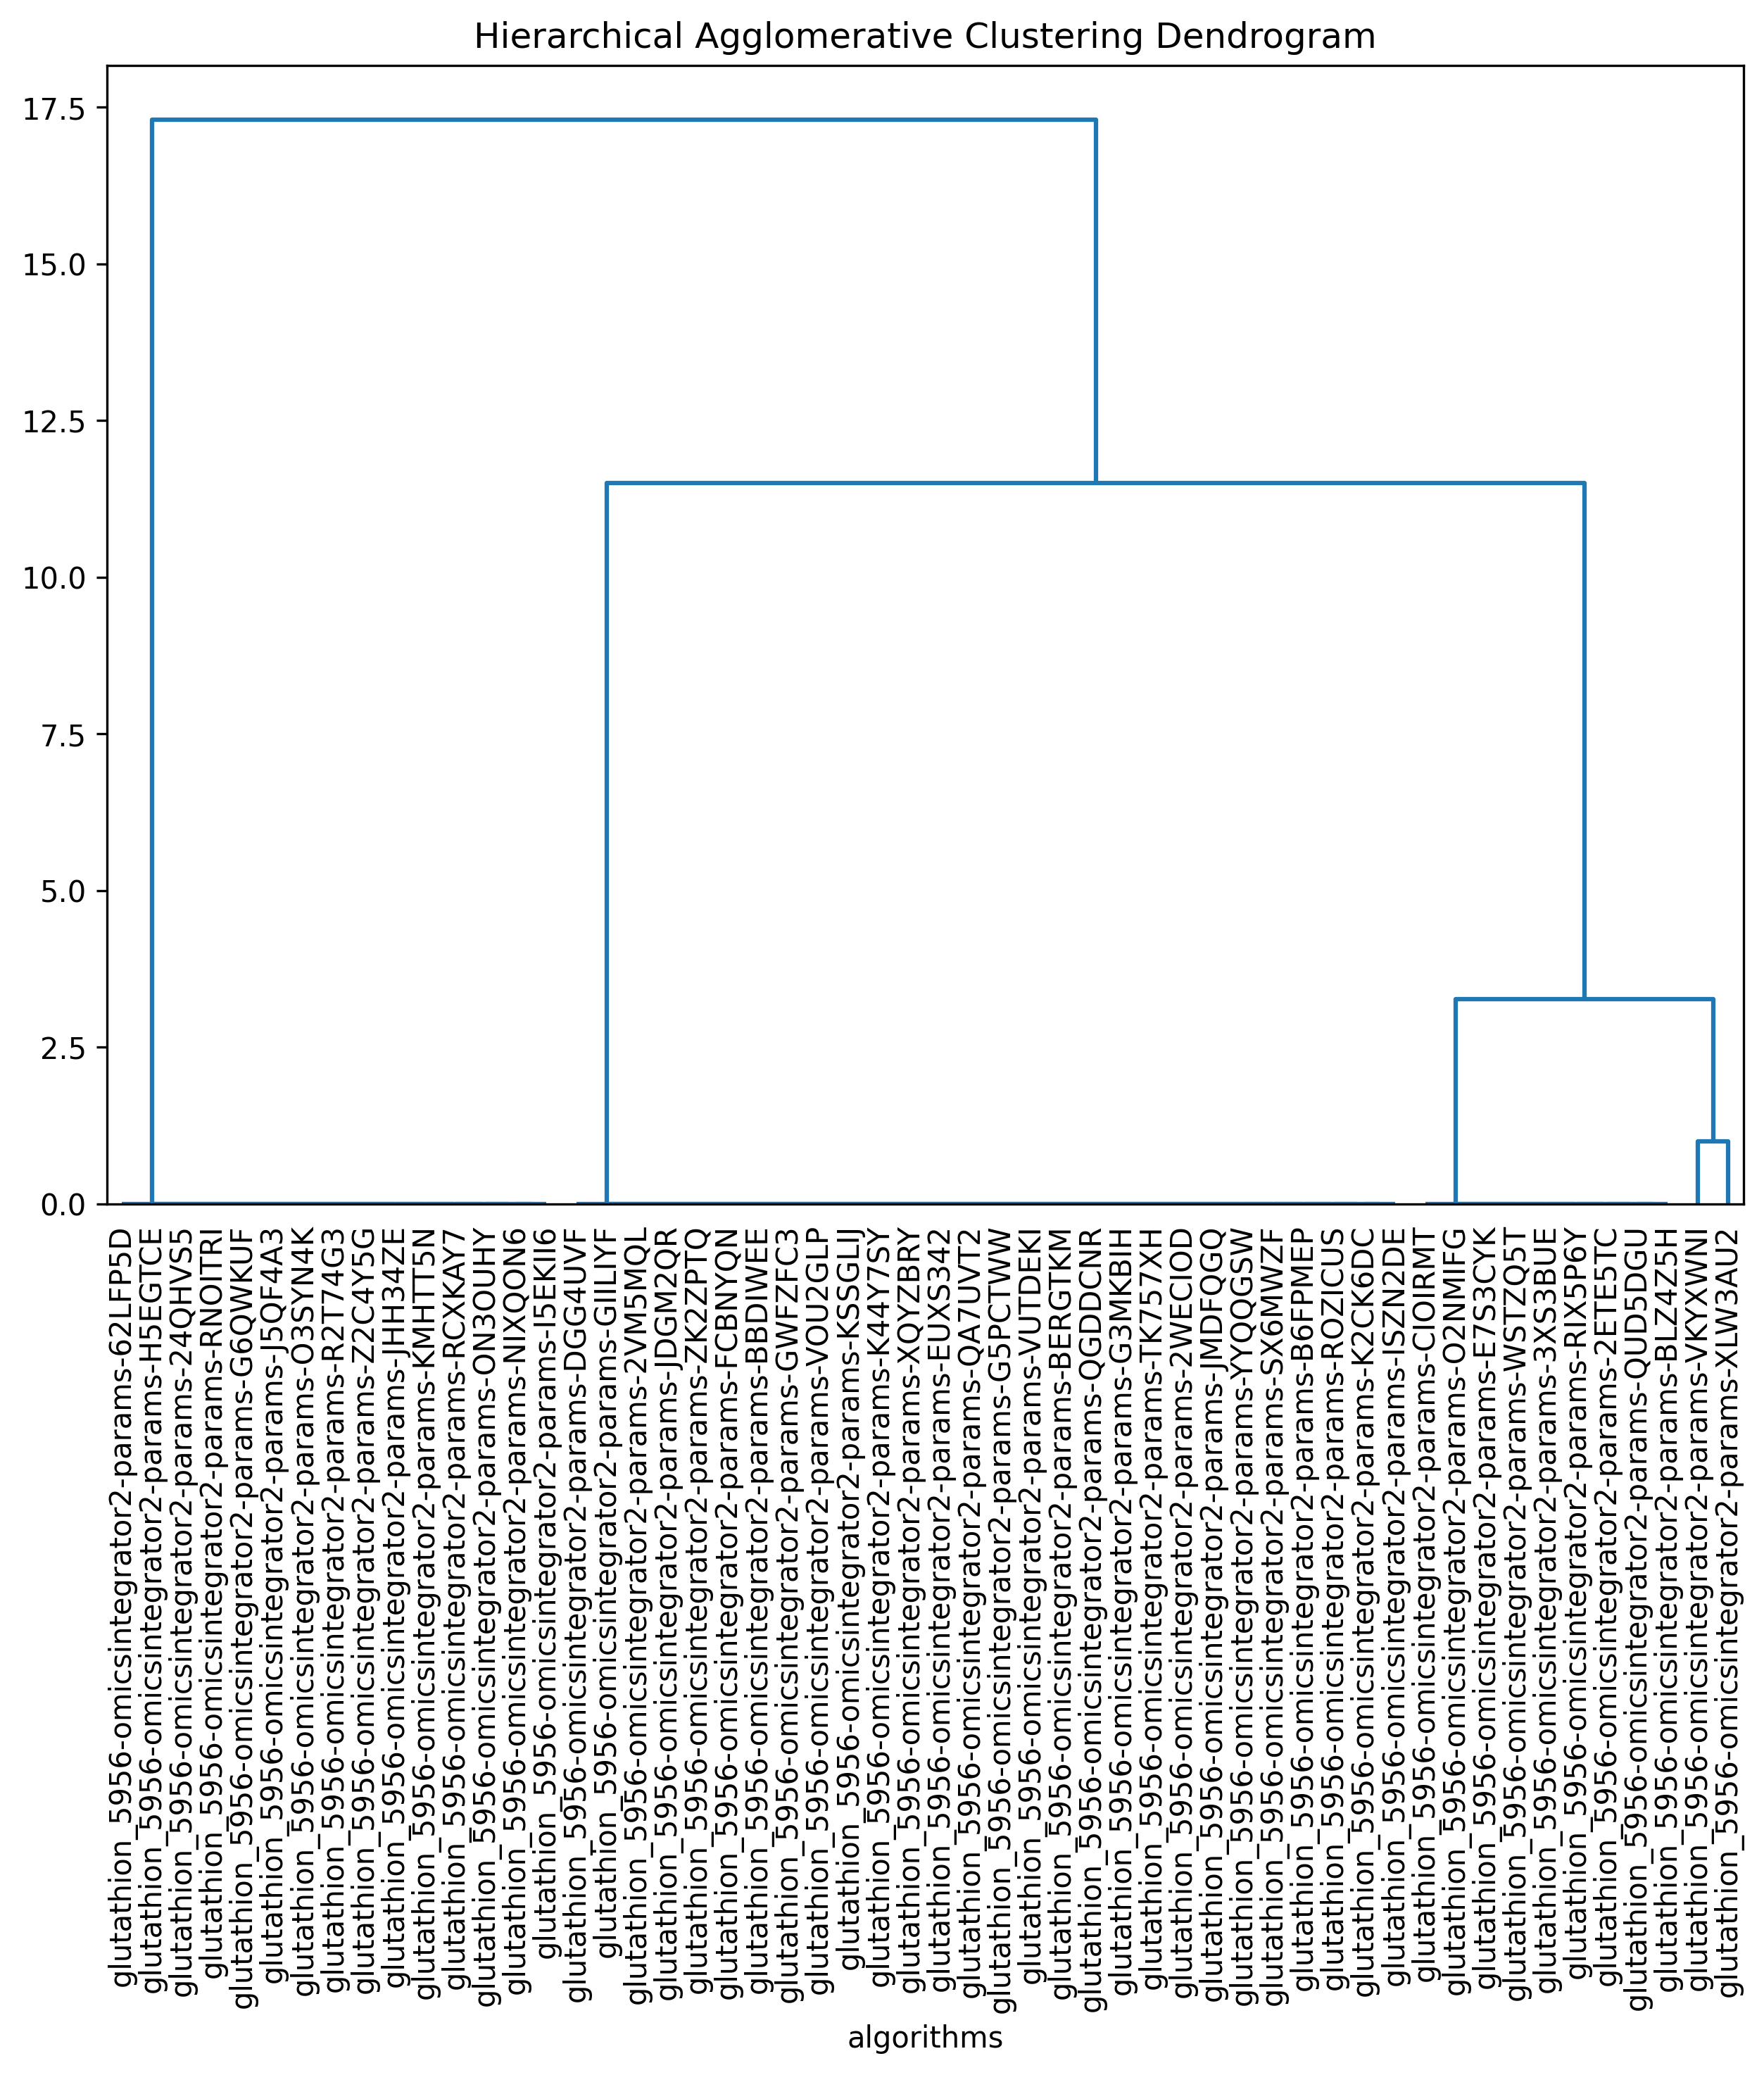 Hierarchical Agglomerative Clustering Dendrogram
17.5
15.0
12.5
10.0
7.5
5.0
2.5
0.0
glutathion_5956-omicsintegrator2-params-62LFP5D
glutathion_5956-omicsintegrator2-params-H5EGTCE
glutathion_5956-omicsintegrator2-params-24QHVS5
glutathion_5956-omicsintegrator2-params-RNOITRI
glutathion_5956-omicsintegrator2-params-G6QWKUF
glutathion_5956-omicsintegrator2-params-J5QF4A3
glutathion_5956-omicsintegrator2-params-O3SYN4K
glutathion_5956-omicsintegrator2-params-R2T74G3
glutathion_5956-omicsintegrator2-params-Z2C4Y5G
glutathion_5956-omicsintegrator2-params-JHH34ZE
glutathion_5956-omicsintegrator2-params-KMHTT5N
glutathion_5956-omicsintegrator2-params-RCXKAY7
glutathion_5956-omicsintegrator2-params-ON3OUHY
glutathion_5956-omicsintegrator2-params-NIXQON6
glutathion_5956-omicsintegrator2-params-I5EKII6
glutathion_5956-omicsintegrator2-params-DGG4UVF
glutathion_5956-omicsintegrator2-params-GIILIYF
glutathion_5956-omicsintegrator2-params-2VM5MQL
glutathion_5956-omicsintegrator2-params-JDGM2QR
glutathion_5956-omicsintegrator2-params-ZK2ZPTQ
glutathion_5956-omicsintegrator2-params-FCBNYQN
glutathion_5956-omicsintegrator2-params-BBDIWEE
glutathion_5956-omicsintegrator2-params-GWFZFC3
glutathion_5956-omicsintegrator2-params-VOU2GLP
glutathion_5956-omicsintegrator2-params-KSSGLIJ
glutathion_5956-omicsintegrator2-params-K44Y7SY
glutathion_5956-omicsintegrator2-params-XQYZBRY
glutathion_5956-omicsintegrator2-params-EUXS342
glutathion_5956-omicsintegrator2-params-QA7UVT2
glutathion_5956-omicsintegrator2-params-G5PCTWW
glutathion_5956-omicsintegrator2-params-VUTDEKI
glutathion_5956-omicsintegrator2-params-BERGTKM
glutathion_5956-omicsintegrator2-params-QGDDCNR
glutathion_5956-omicsintegrator2-params-G3MKBIH
glutathion_5956-omicsintegrator2-params-TK757XH
glutathion_5956-omicsintegrator2-params-2WECIOD
glutathion_5956-omicsintegrator2-params-JMDFQGQ
glutathion_5956-omicsintegrator2-params-YYQQGSW
glutathion_5956-omicsintegrator2-params-SX6MWZF
glutathion_5956-omicsintegrator2-params-B6FPMEP
glutathion_5956-omicsintegrator2-params-ROZICUS
glutathion_5956-omicsintegrator2-params-K2CK6DC
glutathion_5956-omicsintegrator2-params-ISZN2DE
glutathion_5956-omicsintegrator2-params-CIOIRMT
glutathion_5956-omicsintegrator2-params-O2NMIFG
glutathion_5956-omicsintegrator2-params-E7S3CYK
glutathion_5956-omicsintegrator2-params-WSTZQ5T
glutathion_5956-omicsintegrator2-params-3XS3BUE
glutathion_5956-omicsintegrator2-params-RIX5P6Y
glutathion_5956-omicsintegrator2-params-2ETE5TC
glutathion_5956-omicsintegrator2-params-QUD5DGU
glutathion_5956-omicsintegrator2-params-BLZ4Z5H
glutathion_5956-omicsintegrator2-params-VKYXWNI
glutathion_5956-omicsintegrator2-params-XLW3AU2
algorithms